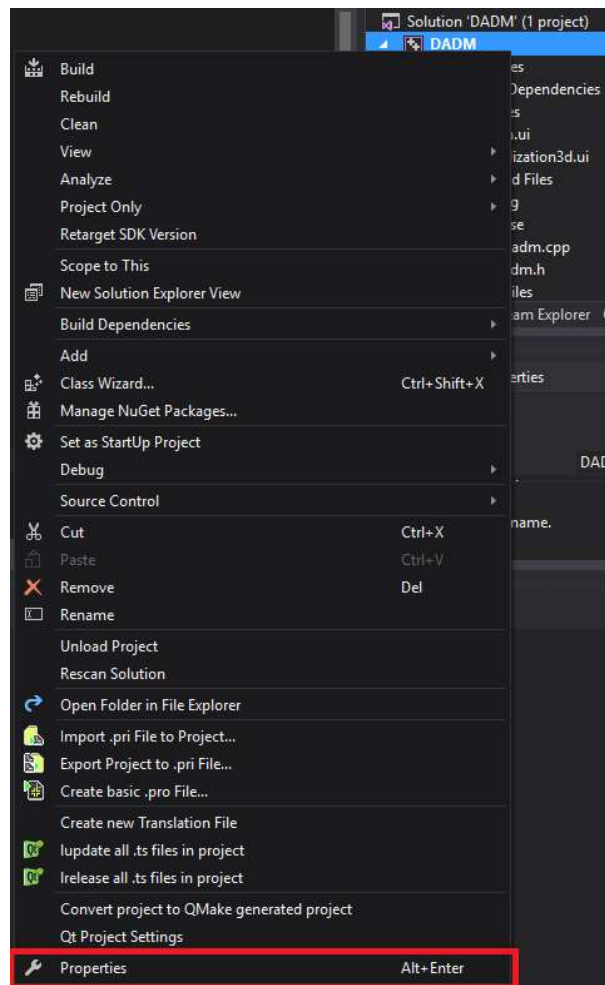 Solution 'DADM' (1 project)
DADM
Build
Rebuild
Clean
View
Analyze
Project Only
Retarget SDK Version
Scope to This
New Solution Explorer View
Build Dependencies
Add
Class Wizard... Ctrl+Shift+X
Manage NuGet Packages...
Set as StartUp Project
Debug
Source Control
Cut Ctrl+X
Paste Ctrl+V
Remove Del
Rename
Unload Project
Rescan Solution
Open Folder in File Explorer
Import .pri File to Project...
Export Project to .pri File...
Create basic .pro File...
Create new Translation File
lupdate all .ts files in project
lrelease all .ts files in project
Convert project to QMake generated project
Qt Project Settings
Properties Alt+Enter
es
Dependencies
es
.ui
ization3d.ui
d Files
g
se
adm.cpp
dm.h
iles
am Explorer
erties
DAD
name.